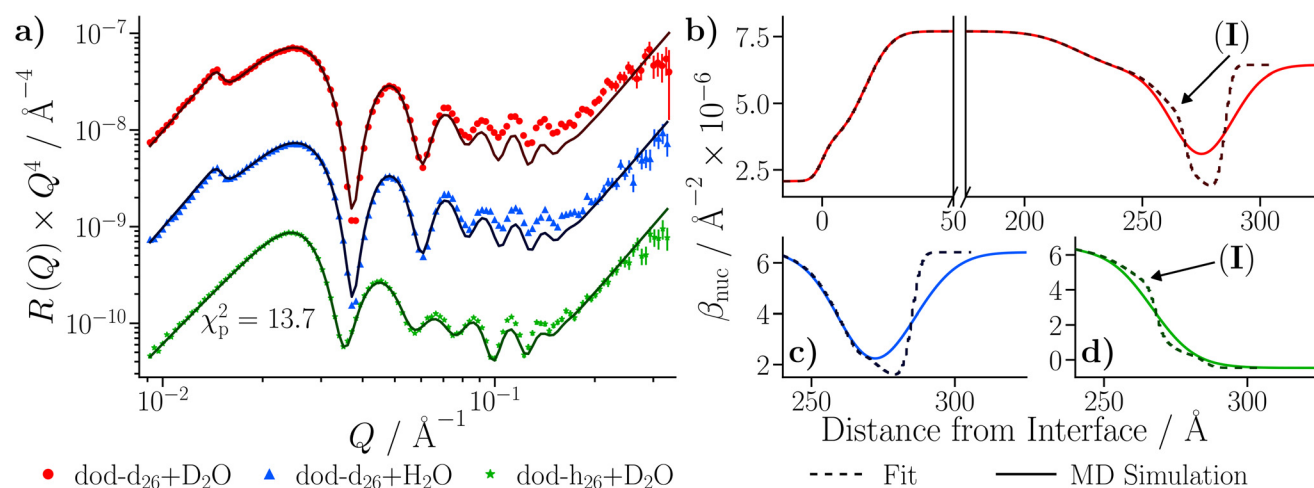 a)
R(Q) × Q⁴ / Å⁻⁴
10⁻⁷
10⁻⁸
10⁻⁹
10⁻¹⁰
χ²ₚ = 13.7
10⁻²
10⁻¹
Q / Å⁻¹
b)
(I)
βₙᵤ꜀ / Å⁻² × 10⁻⁶
7.5
5.0
2.5
0
50
50
200
250
300
c)
6
4
2
250
300
d)
(I)
6
4
2
0
250
300
Distance from Interface / Å
dod-d₂₆+D₂O
dod-d₂₆+H₂O
dod-h₂₆+D₂O
Fit
MD Simulation